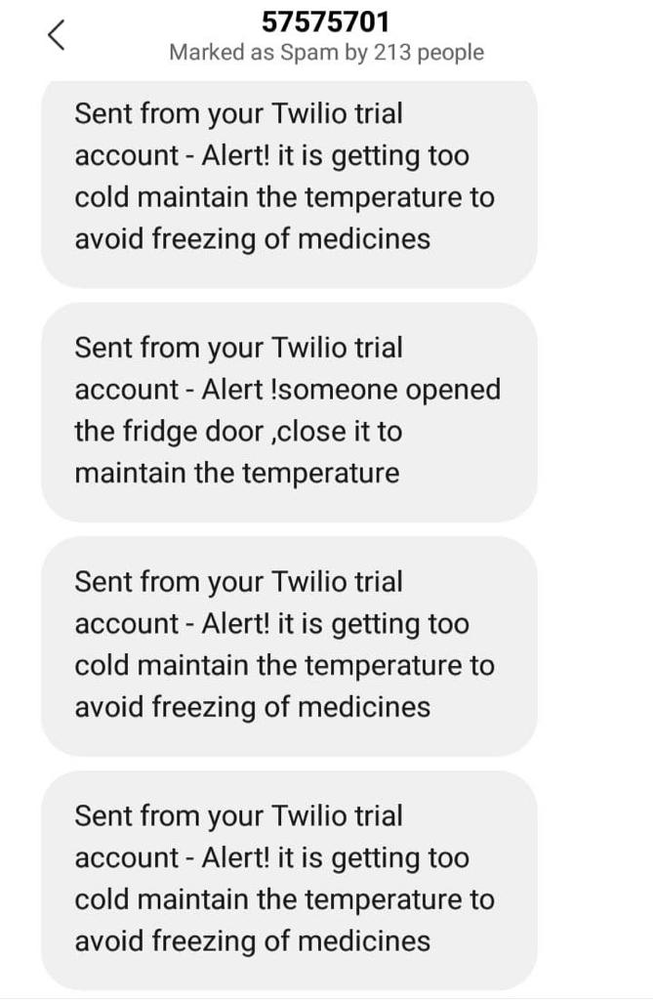 57575701
Marked as Spam by 213 people
Sent from your Twilio trial
account - Alert! it is getting too
cold maintain the temperature to
avoid freezing of medicines
Sent from your Twilio trial
account - Alert !someone opened
the fridge door ,close it to
maintain the temperature
Sent from your Twilio trial
account - Alert! it is getting too
cold maintain the temperature to
avoid freezing of medicines
Sent from your Twilio trial
account - Alert! it is getting too
cold maintain the temperature to
avoid freezing of medicines